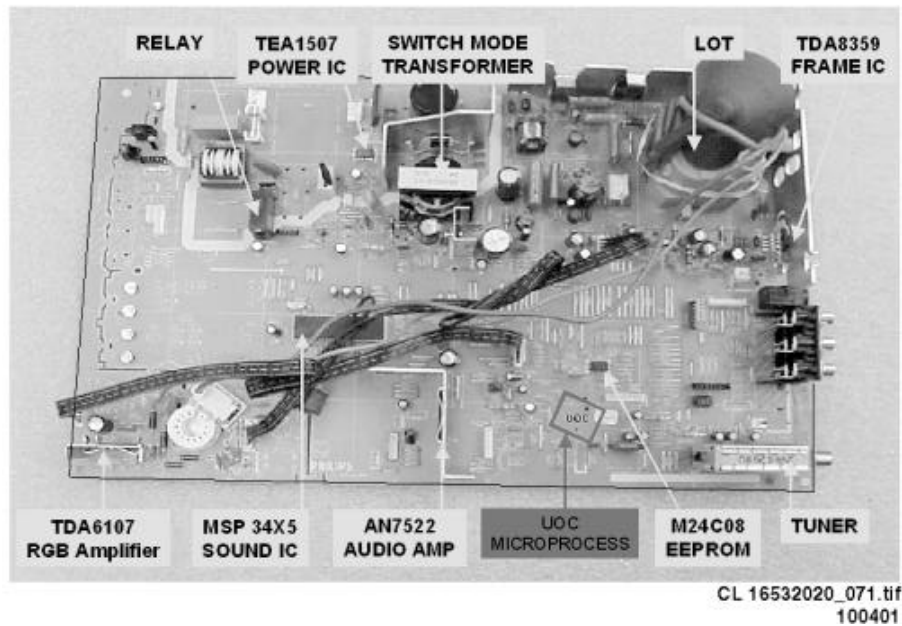 RELAY
TEA1507
POWER IC
SWITCH MODE
TRANSFORMER
LOT
TDA8359
FRAME IC
UOC
PHILIPS
TDA6107
RGB Amplifier
MSP 34X5
SOUND IC
AN7522
AUDIO AMP
UOC
MICROPROCESS
M24C08
EEPROM
TUNER
CL 16532020_071.tif
100401